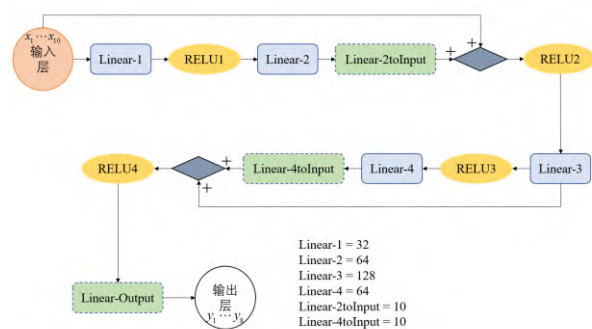 x₁ ⋯ x₁₀
输入
层
Linear-1
RELU1
Linear-2
Linear-2toInput
+
+
RELU2
RELU4
+
+
Linear-4toInput
Linear-4
RELU3
Linear-3
Linear-Output
输出
层
y₁ ⋯ y₈
Linear-1 = 32
Linear-2 = 64
Linear-3 = 128
Linear-4 = 64
Linear-2toInput = 10
Linear-4toInput = 10